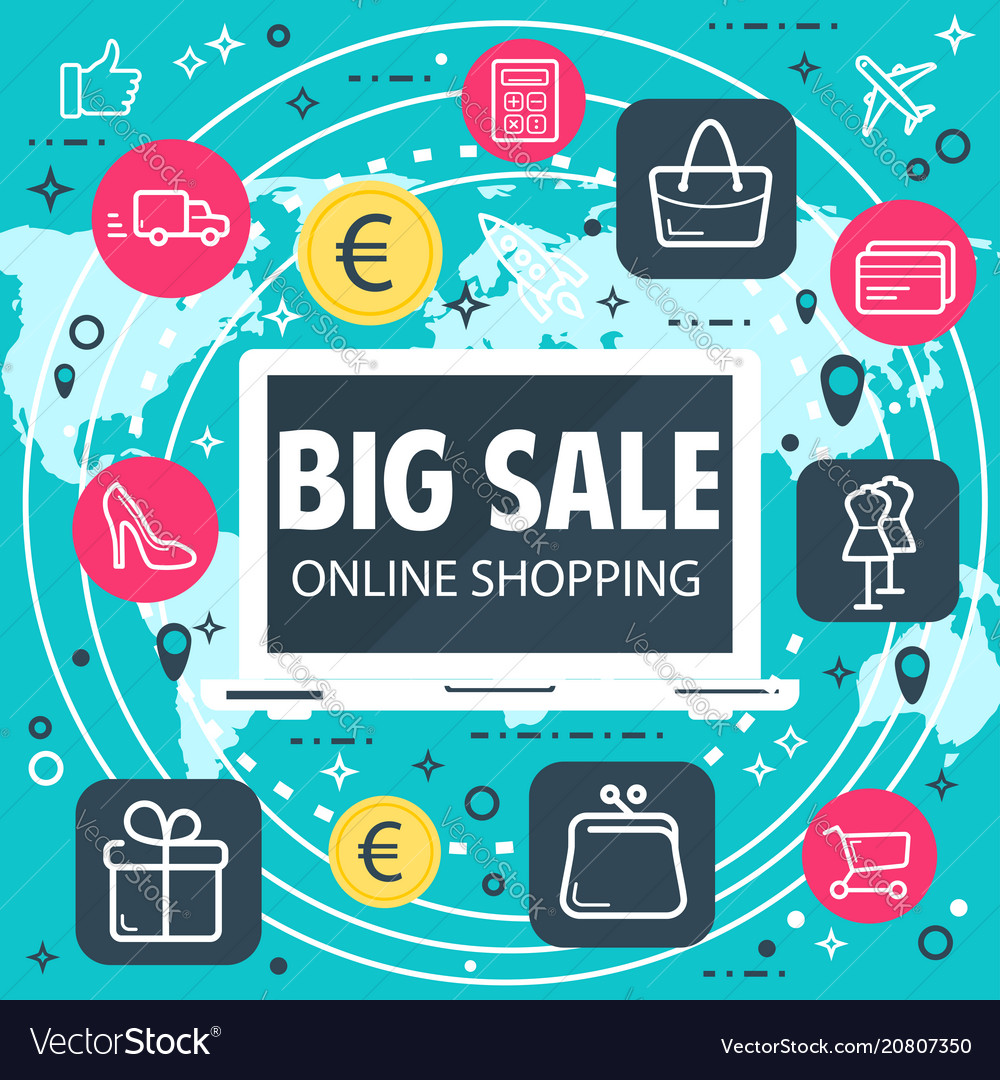 €
BIG SALE
ONLINE SHOPPING
€
VectorStock®
VectorStock.com/20807350